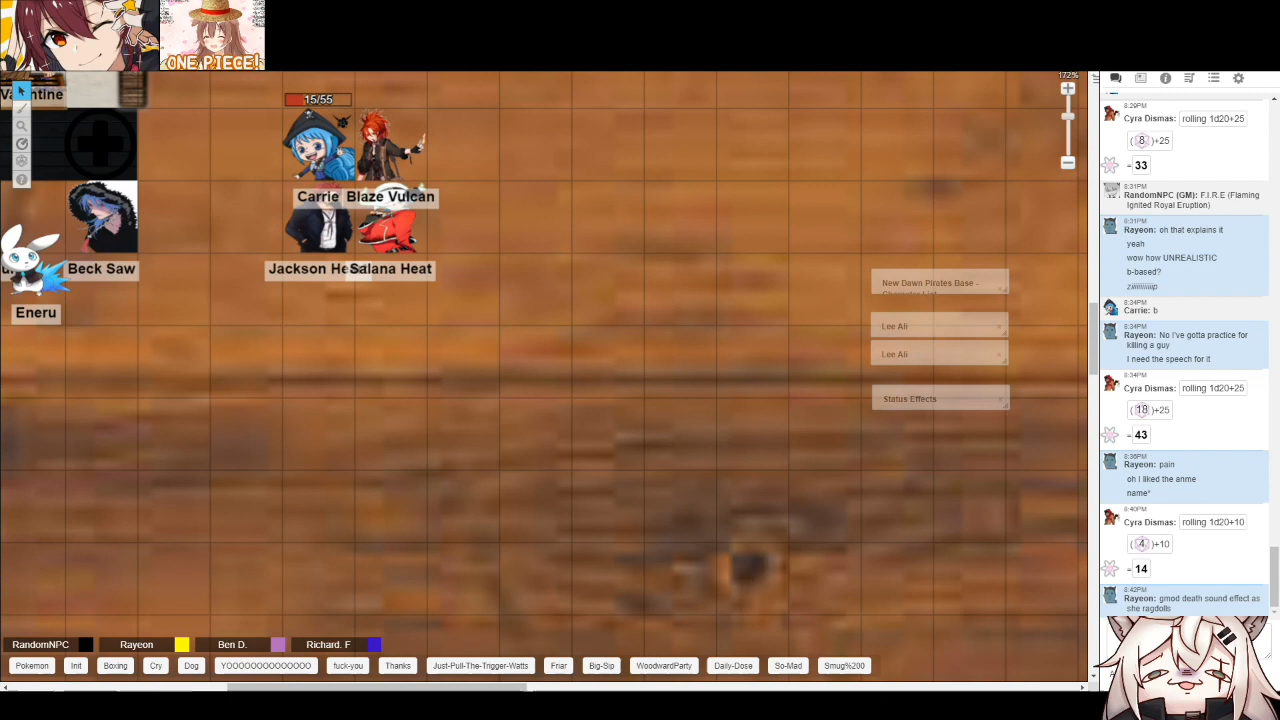 ONE PIECE!
172%
15/55
Carrie
Blaze Vulcan
Jackson He
Salana Heat
Beck Saw
Eneru
New Dawn Pirates Base -
Lee Ali
Lee Ali
Status Effects
8:29PM
Cyra Dismas: rolling 1d20+25
(8)+25
= 33
8:31PM
RandomNPC (GM): F.I.R.E (Flaming
Ignited Royal Eruption)
8:31PM
Rayeon: oh that explains it
yeah
wow how UNREALISTIC
b-based?
ziiiiiiiiiiip
8:34PM
Carrie: b
8:34PM
Rayeon: No I've gotta practice for
killing a guy
I need the speech for it
8:34PM
Cyra Dismas: rolling 1d20+25
(18)+25
= 43
8:36PM
Rayeon: pain
oh I liked the anme
name*
8:40PM
Cyra Dismas: rolling 1d20+10
(4)+10
= 14
8:42PM
Rayeon: gmod death sound effect as
she ragdolls
RandomNPC Rayeon Ben D. Richard. F
Pokemon Init Boxing Cry Dog YOOOOOOOOOOOOOO fuck-you Thanks Just-Pull-The-Trigger-Watts Friar Big-Sip WoodwardParty Daily-Dose So-Mad Smug%200